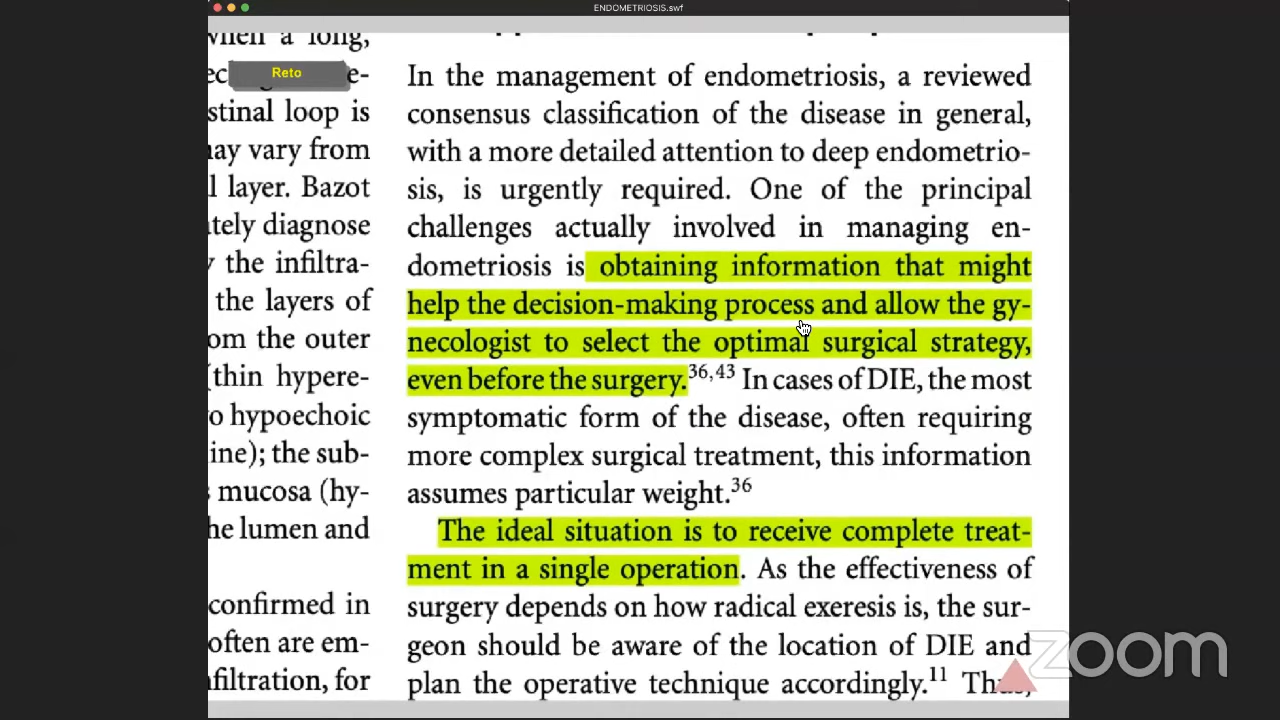 ENDOMETRIOSIS.swf
when a long,
Reto
e-
stinal loop is
may vary from
l layer. Bazot
tely diagnose
the infiltra-
the layers of
om the outer
(thin hypere-
o hypoechoic
ine); the sub-
mucosa (hy-
he lumen and
confirmed in
often are em-
filtration, for
In the management of endometriosis, a reviewed
consensus classification of the disease in general,
with a more detailed attention to deep endometrio-
sis, is urgently required. One of the principal
challenges actually involved in managing en-
dometriosis is obtaining information that might
help the decision-making process and allow the gy-
necologist to select the optimal surgical strategy,
even before the surgery.36,43 In cases of DIE, the most
symptomatic form of the disease, often requiring
more complex surgical treatment, this information
assumes particular weight.36
The ideal situation is to receive complete treat-
ment in a single operation. As the effectiveness of
surgery depends on how radical exeresis is, the sur-
geon should be aware of the location of DIE and
plan the operative technique accordingly.11 Thus,
zoom